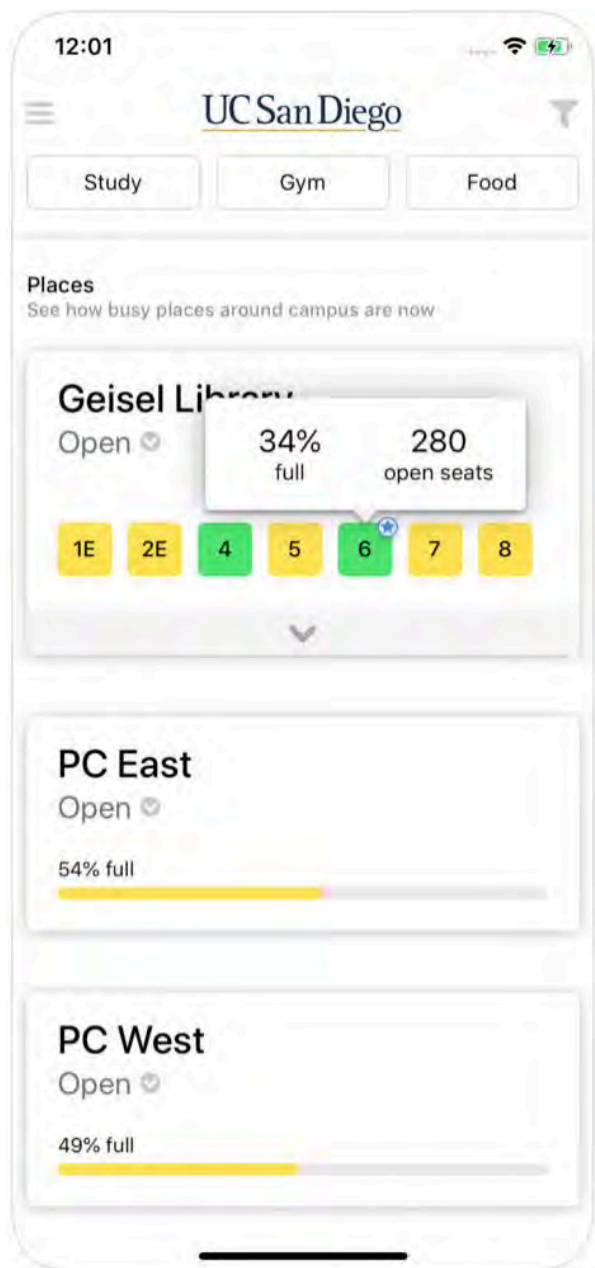 12:01
UC San Diego
Study Gym Food
Places
See how busy places around campus are now
Geisel Library
Open
34% 280
full open seats
1E 2E 4 5 6 7 8
PC East
Open
54% full
PC West
Open
49% full